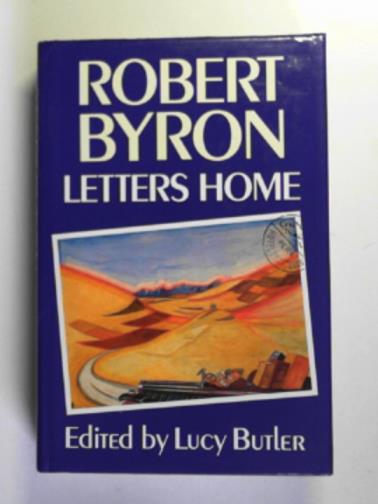 ROBERT
BYRON
LETTERS HOME
Edited by LUCY BUTLER